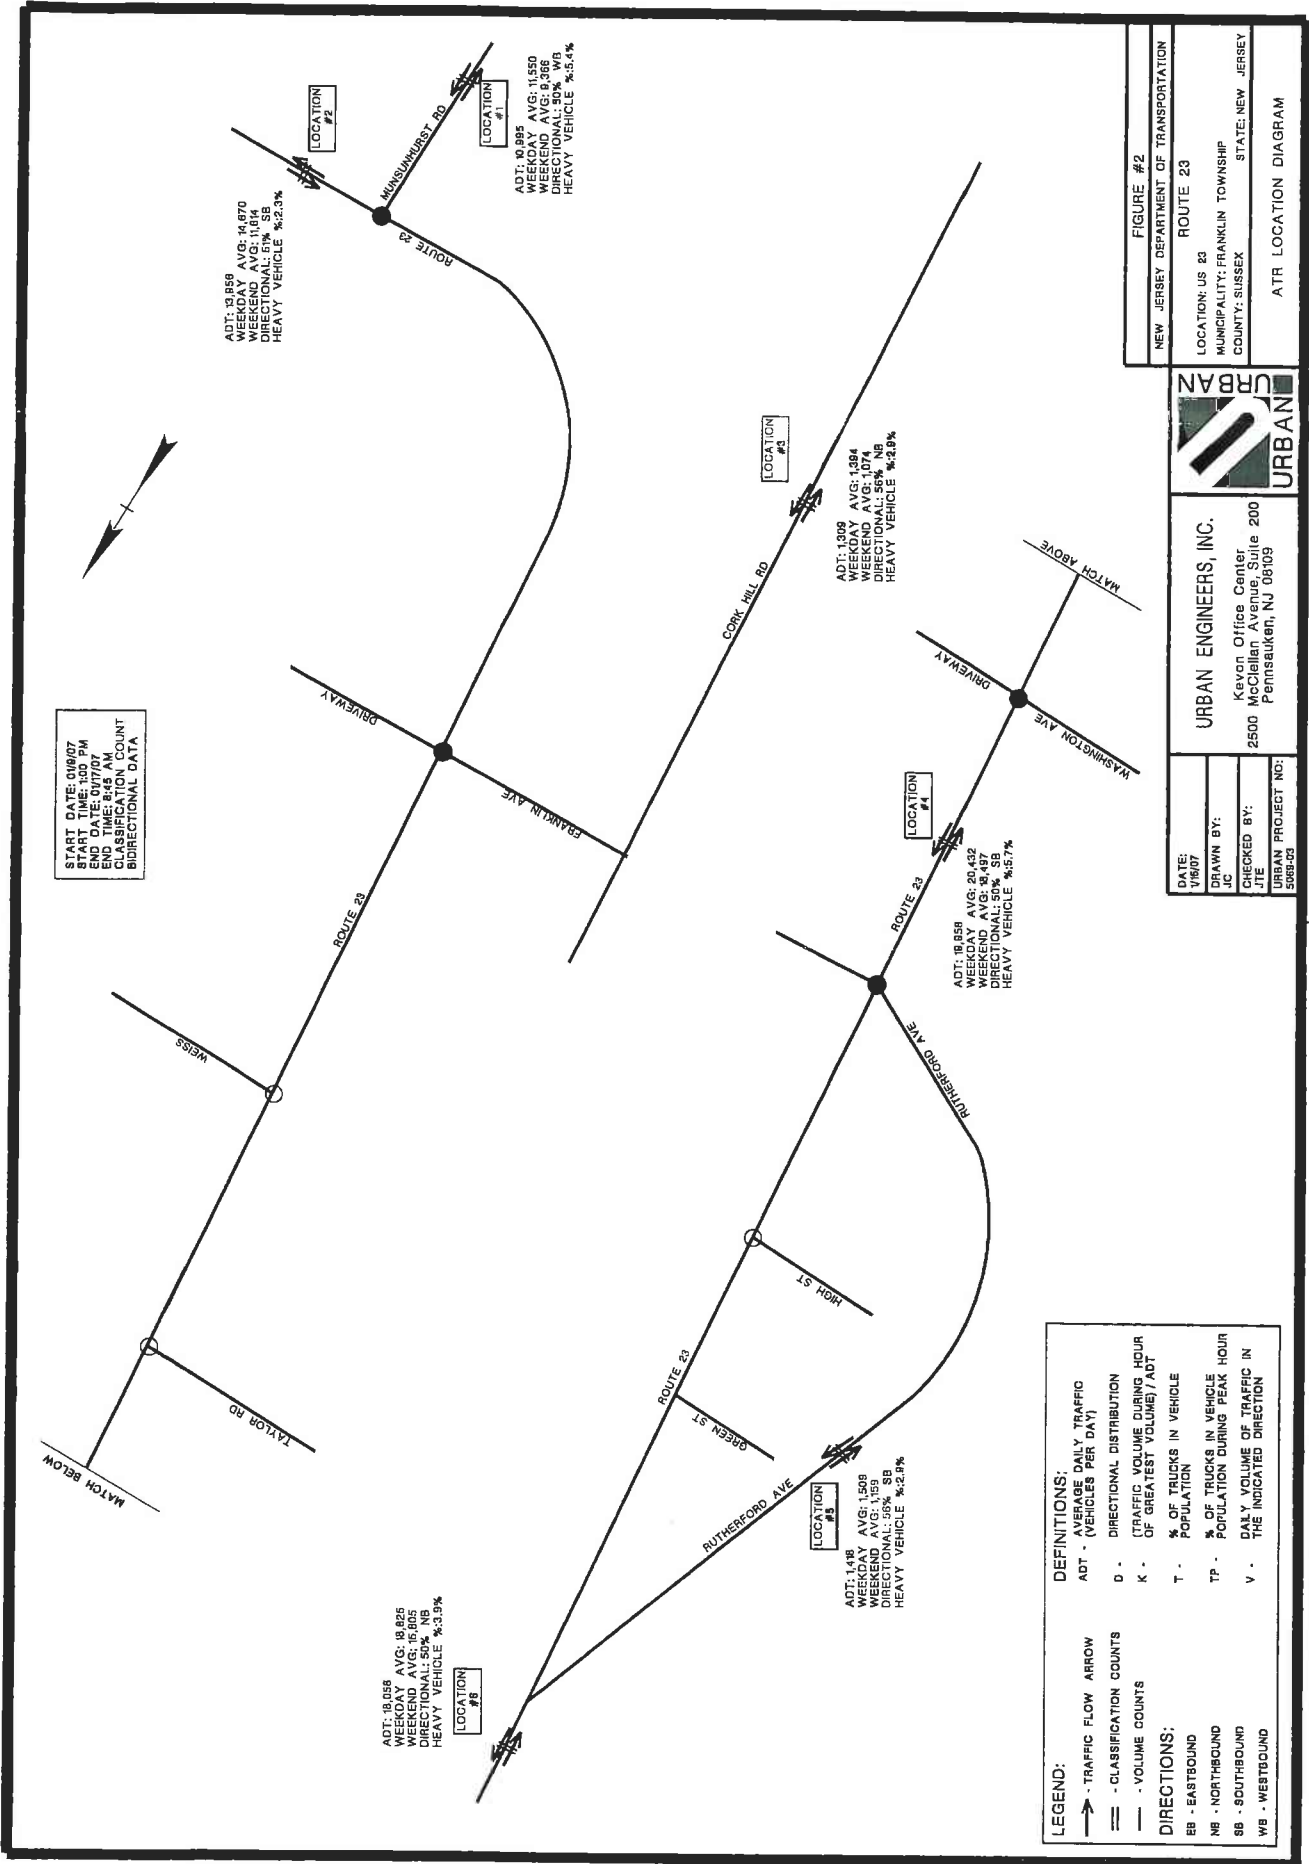 LOCATION
#2
ADT: 13,958
WEEKDAY AVG: 14,670
WEEKEND AVG: 11,814
DIRECTIONAL: 51% SB
HEAVY VEHICLE %:2.3%
MUNSUNHURST RD
LOCATION
#1
ADT: 10,995
WEEKDAY AVG: 11,550
WEEKEND AVG: 9,366
DIRECTIONAL: 50% WB
HEAVY VEHICLE %:5.4%
ROUTE 23
START DATE: 01/9/07
START TIME: 1:00 PM
END DATE: 01/17/07
END TIME: 8:45 AM
CLASSIFICATION COUNT
BIDIRECTIONAL DATA
DRIVEWAY
FRANKLIN AVE
ROUTE 23
WEISS
TAYLOR RD
MATCH BELOW
LOCATION
#3
ADT: 1,309
WEEKDAY AVG: 1,394
WEEKEND AVG: 1,074
DIRECTIONAL: 56% NB
HEAVY VEHICLE %:2.9%
CORK HILL RD
MATCH ABOVE
DRIVEWAY
WASHINGTON AVE
LOCATION
#4
ADT: 19,958
WEEKDAY AVG: 20,432
WEEKEND AVG: 18,497
DIRECTIONAL: 50% SB
HEAVY VEHICLE %:5.7%
ROUTE 23
RUTHERFORD AVE
HIGH ST
ROUTE 23
GREEN ST
RUTHERFORD AVE
LOCATION
#5
ADT: 1,418
WEEKDAY AVG: 1,509
WEEKEND AVG: 1,159
DIRECTIONAL: 56% SB
HEAVY VEHICLE %:2.9%
ADT: 18,058
WEEKDAY AVG: 18,825
WEEKEND AVG: 15,805
DIRECTIONAL: 50% NB
HEAVY VEHICLE %:3.9%
LOCATION
#6
LEGEND:
- TRAFFIC FLOW ARROW
- CLASSIFICATION COUNTS
- VOLUME COUNTS
DIRECTIONS:
EB - EASTBOUND
NB - NORTHBOUND
SB - SOUTHBOUND
WB - WESTBOUND
DEFINITIONS:
ADT - AVERAGE DAILY TRAFFIC
(VEHICLES PER DAY)
D - DIRECTIONAL DISTRIBUTION
K - (TRAFFIC VOLUME DURING HOUR
OF GREATEST VOLUME) / ADT
T - % OF TRUCKS IN VEHICLE
POPULATION
TP - % OF TRUCKS IN VEHICLE
POPULATION DURING PEAK HOUR
V - DAILY VOLUME OF TRAFFIC IN
THE INDICATED DIRECTION
DATE:
1/16/07
DRAWN BY:
JC
CHECKED BY:
JTE
URBAN PROJECT NO:
5069-03
URBAN ENGINEERS, INC.
Kevon Office Center
2500 McClellan Avenue, Suite 200
Pennsauken, NJ 08109
URBAN
URBAN
URBAN
FIGURE #2
NEW JERSEY DEPARTMENT OF TRANSPORTATION
ROUTE 23
LOCATION: US 23
MUNICIPALITY: FRANKLIN TOWNSHIP
COUNTY: SUSSEX STATE: NEW JERSEY
ATR LOCATION DIAGRAM